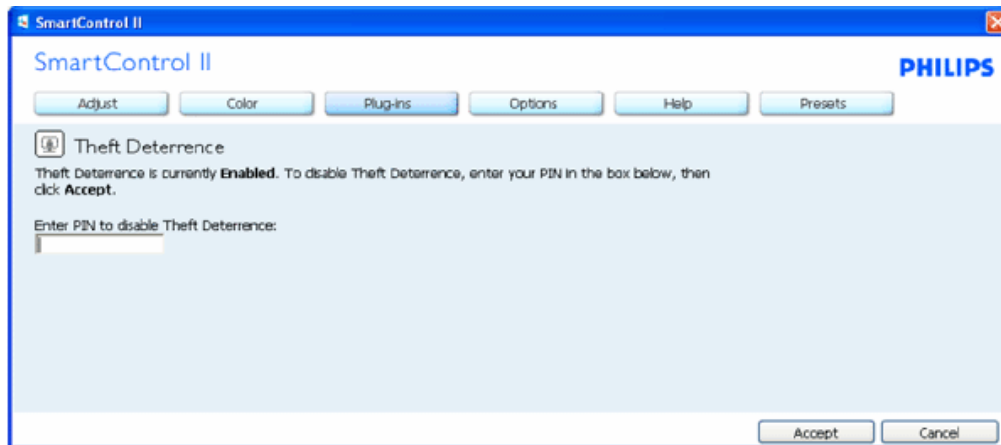 SmartControl II
SmartControl II
PHILIPS
Adjust Color Plug-ins Options Help Presets
Theft Deterrence
Theft Deterrence is currently Enabled. To disable Theft Deterrence, enter your PIN in the box below, then
click Accept.
Enter PIN to disable Theft Deterrence:
Accept Cancel